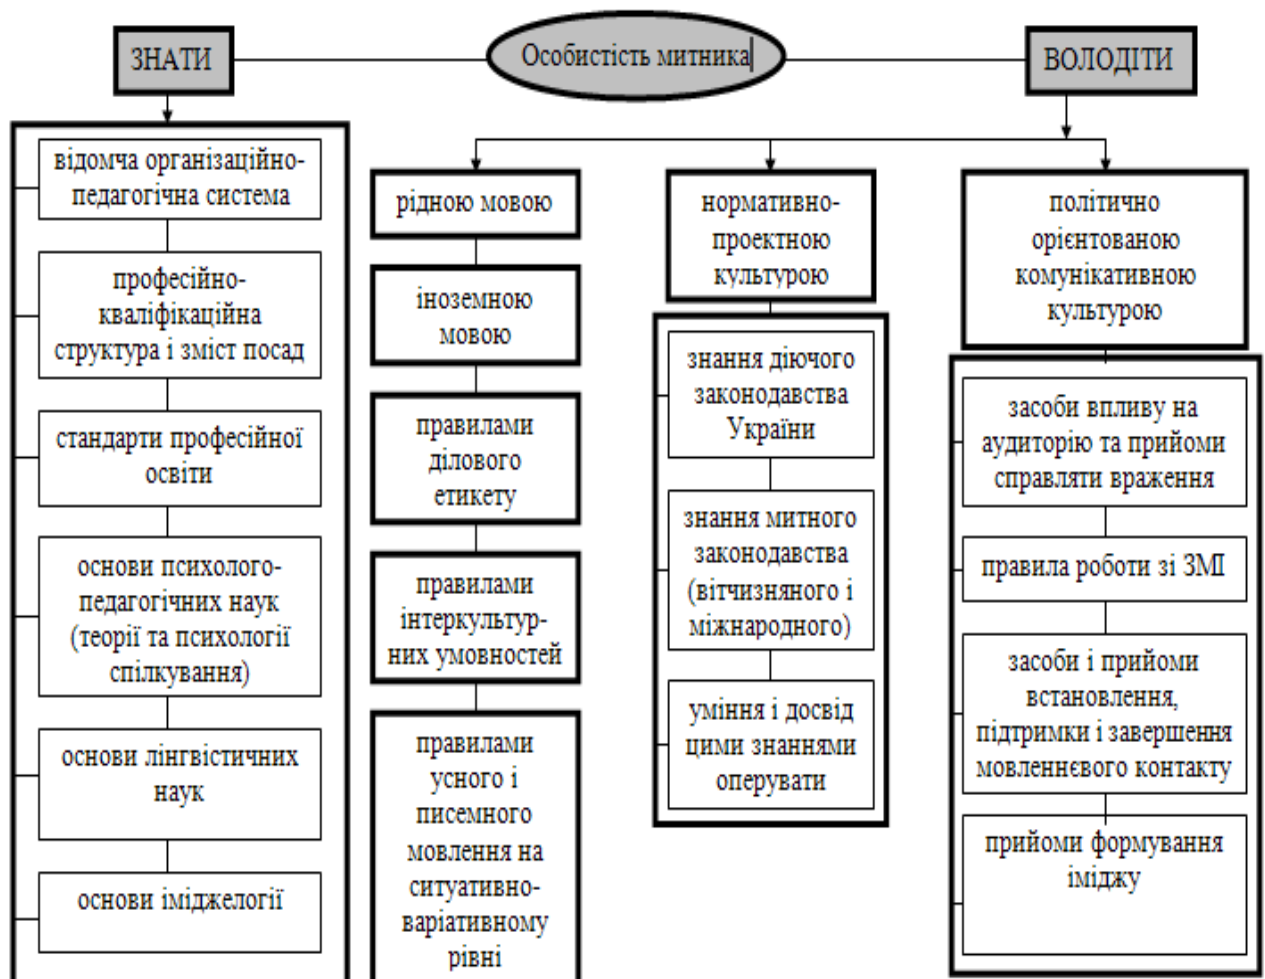 ЗНАТИ
Особистість митника
ВОЛОДІТИ
відомча організаційно-
педагогічна система
професійно-
кваліфікаційна
структура і зміст посад
стандарти професійної
освіти
основи психолого-
педагогічних наук
(теорії та психології
спілкування)
основи лінгвістичних
наук
основи іміджелогії
рідною мовою
іноземною
мовою
правилами
ділового
етикету
правилами
інтеркультур-
них умовностей
правилами
усного і
писемного
мовлення на
ситуативно-
варіативному
рівні
нормативно-
проектною
культурою
знання діючого
законодавства
України
знання митного
законодавства
(вітчизняного і
міжнародного)
уміння і досвід
цими знаннями
оперувати
політично
орієнтованою
комунікативною
культурою
засоби впливу на
аудиторію та прийоми
справляти враження
правила роботи зі ЗМІ
засоби і прийоми
встановлення,
підтримки і завершення
мовленнєвого контакту
прийоми формування
іміджу